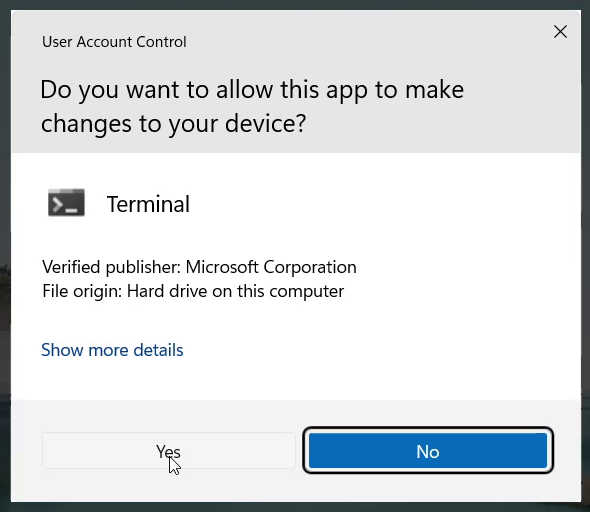 User Account Control
Do you want to allow this app to make
changes to your device?
Terminal
Verified publisher: Microsoft Corporation
File origin: Hard drive on this computer
Show more details
Yes
No